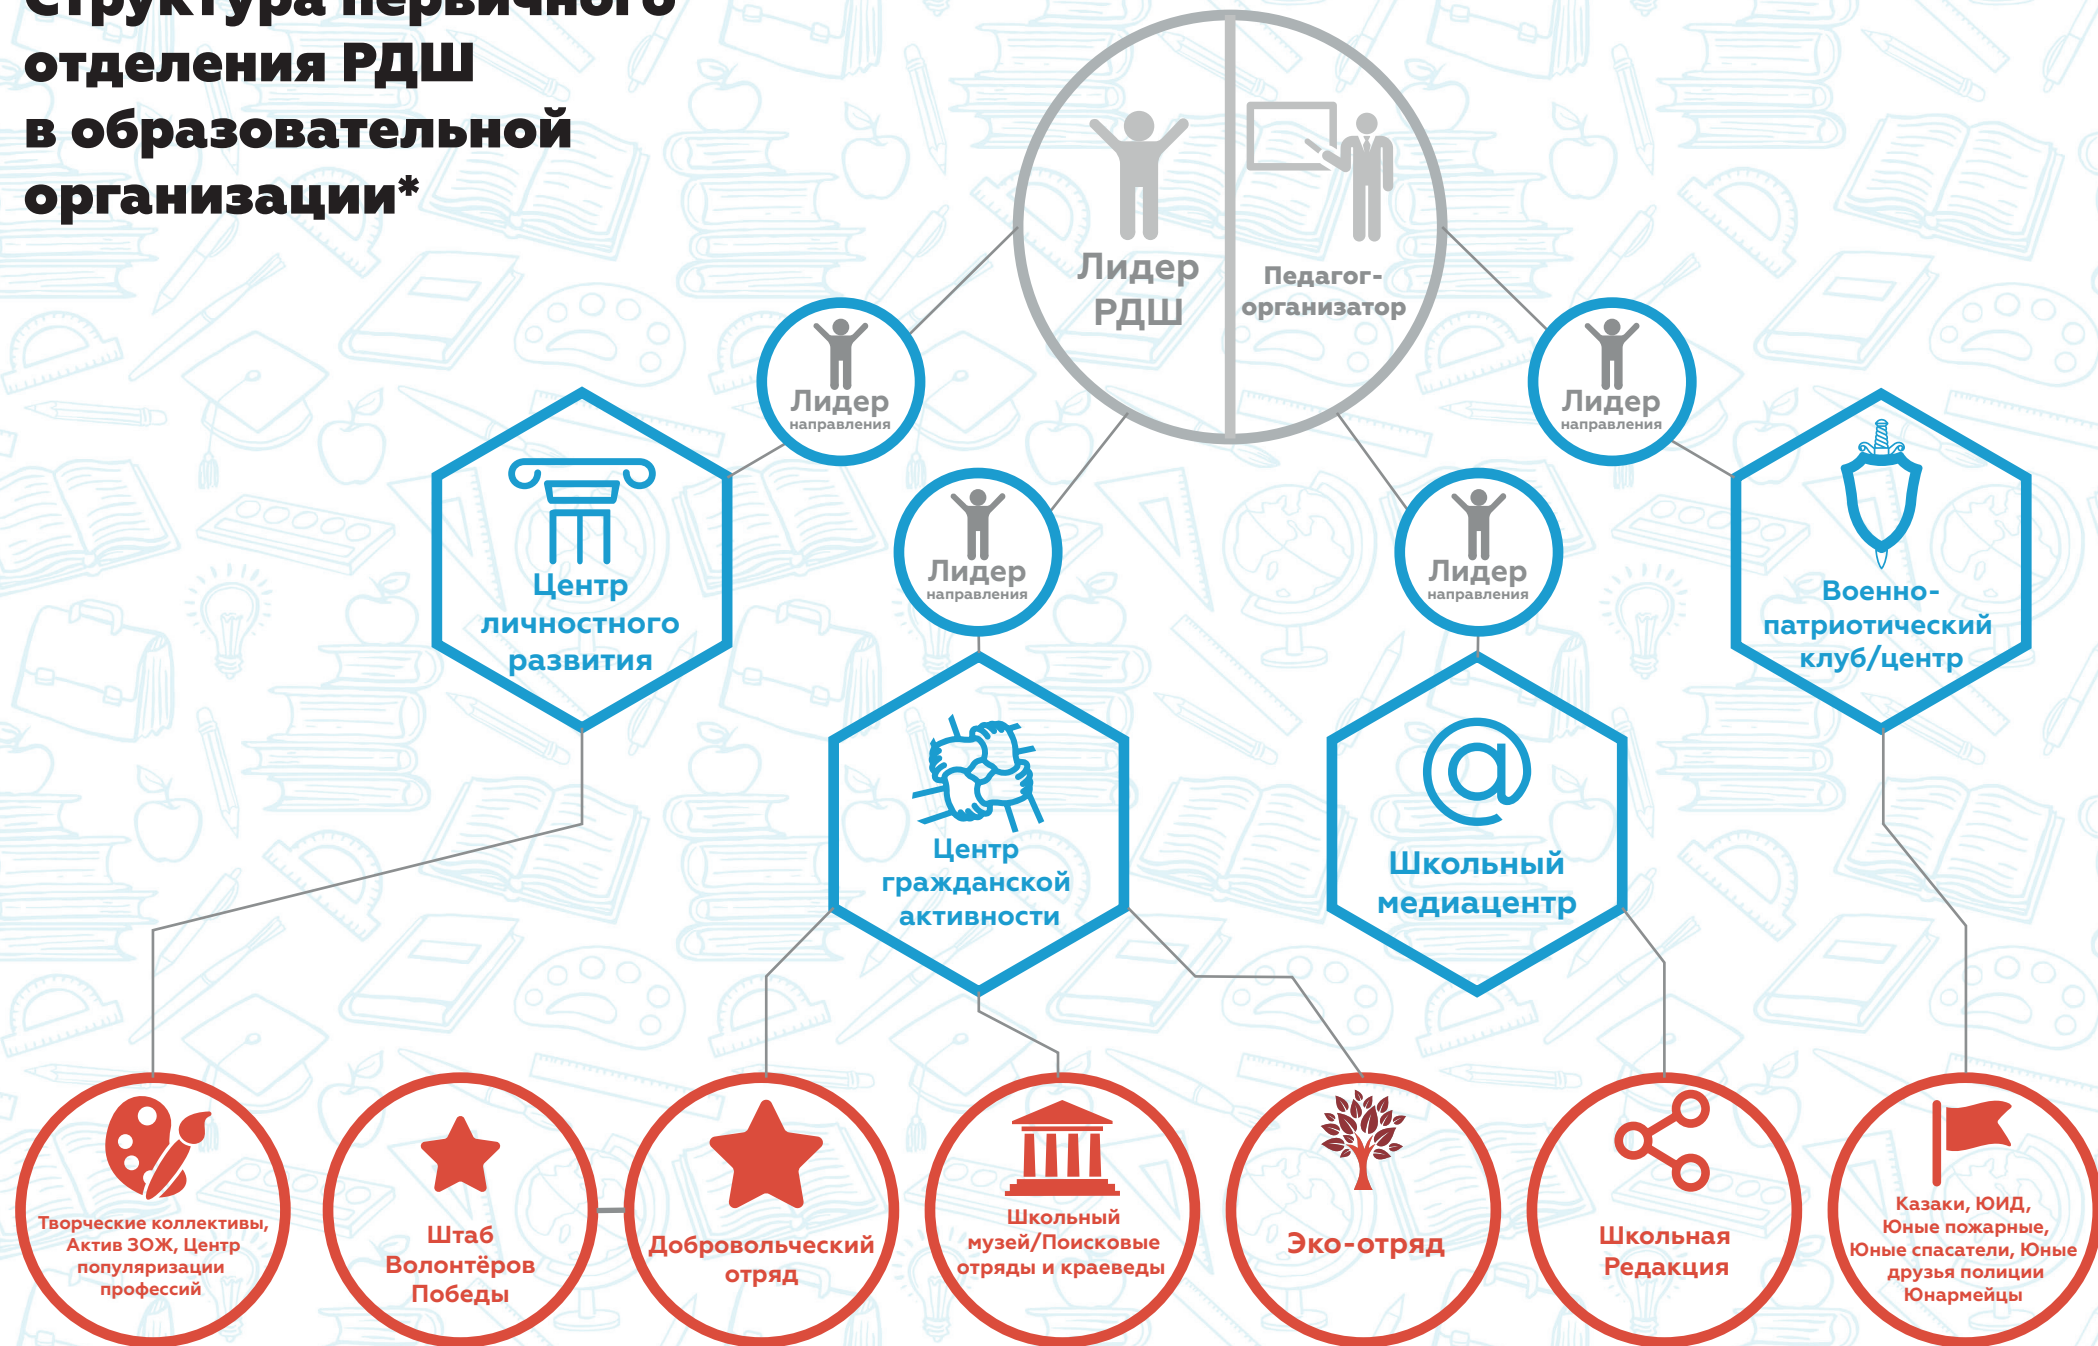 Структура первичного
отделения РДШ
в образовательной
организации*
Лидер
РДШ
Педагог-
организатор
Лидер
направления
Лидер
направления
Лидер
направления
Лидер
направления
Центр
личностного
развития
Центр
гражданской
активности
Школьный
медиацентр
Военно-
патриотический
клуб/центр
Творческие коллективы,
Актив ЗОЖ, Центр
популяризации
профессий
Штаб
Волонтёров
Победы
Добровольческий
отряд
Школьный
музей/Поисковые
отряды и краеведы
Эко-отряд
Школьная
Редакция
Казаки, ЮИД,
Юные пожарные,
Юные спасатели, Юные
друзья полиции
Юнармейцы